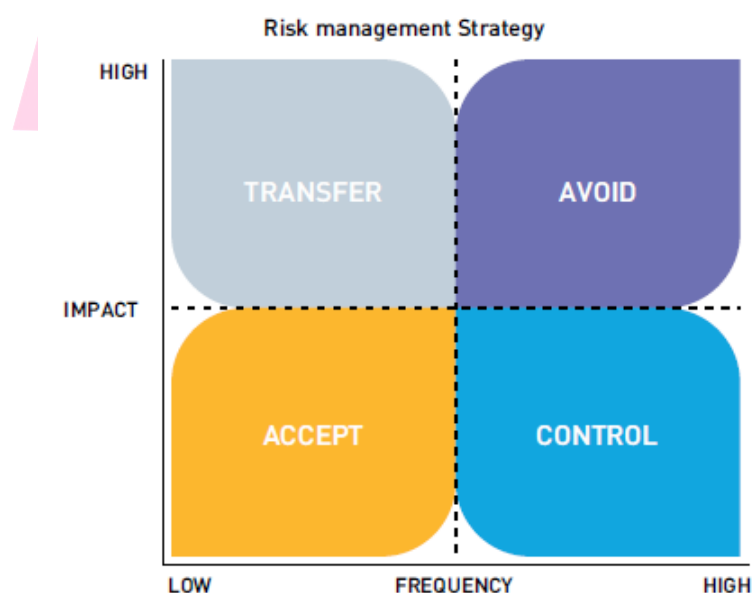 Risk management Strategy
HIGH
TRANSFER
AVOID
IMPACT
ACCEPT
CONTROL
LOW
FREQUENCY
HIGH